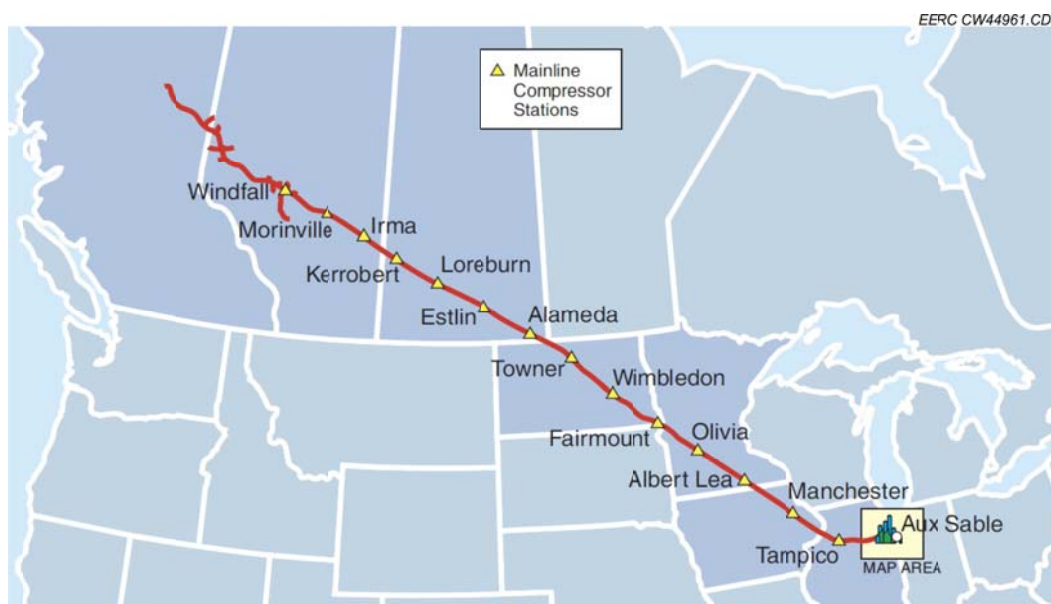 EERC CW44961.CD
Mainline
Compressor
Stations
Windfall
Morinville
Irma
Kerrobert
Loreburn
Estlin
Alameda
Towner
Wimbledon
Fairmount
Olivia
Albert Lea
Manchester
Aux Sable
Tampico
MAP AREA